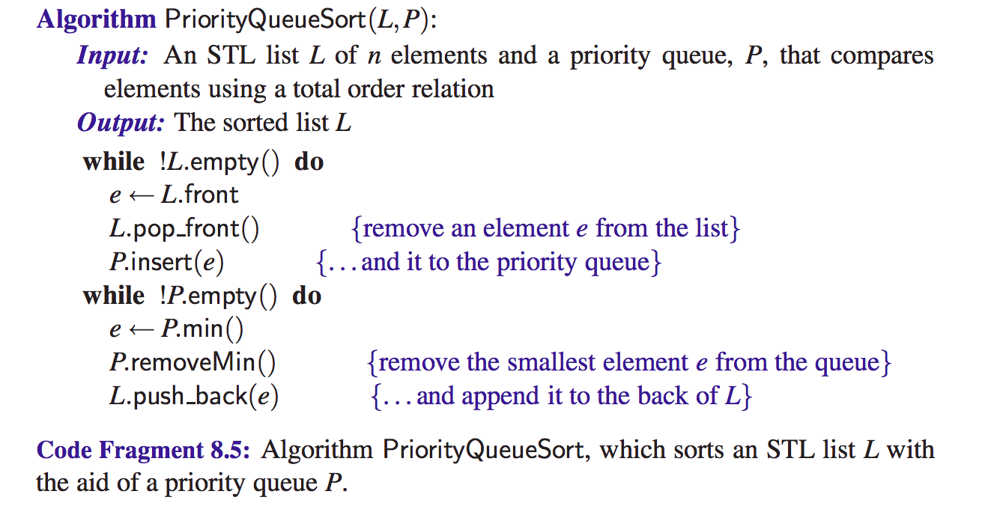 Algorithm PriorityQueueSort(L,P):
Input: An STL list L of n elements and a priority queue, P, that compares
elements using a total order relation
Output: The sorted list L
while !L.empty() do
e ← L.front
L.pop_front() {remove an element e from the list}
P.insert(e) {...and it to the priority queue}
while !P.empty() do
e ← P.min()
P.removeMin() {remove the smallest element e from the queue}
L.push_back(e) {...and append it to the back of L}
Code Fragment 8.5: Algorithm PriorityQueueSort, which sorts an STL list L with
the aid of a priority queue P.